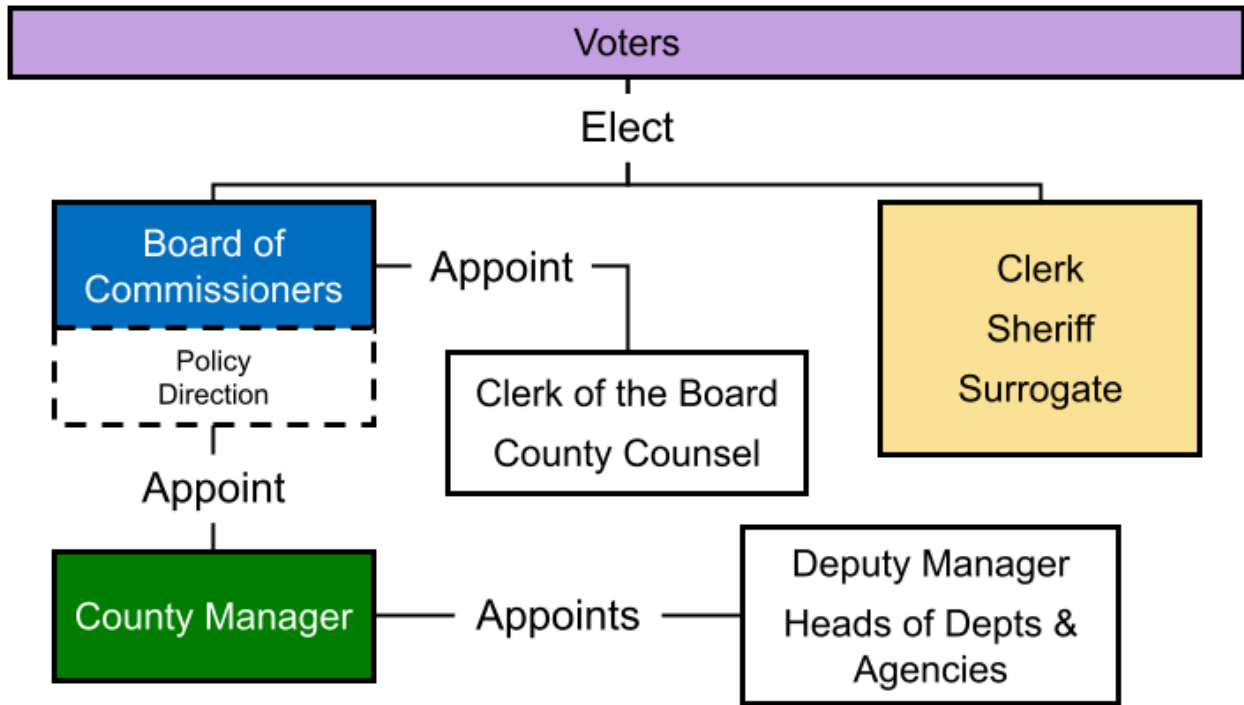 Voters
Elect
Board of
Commissioners
Appoint
Clerk
Sheriff
Surrogate
Policy
Direction
Clerk of the Board
County Counsel
Appoint
County Manager
Appoints
Deputy Manager
Heads of Depts &
Agencies